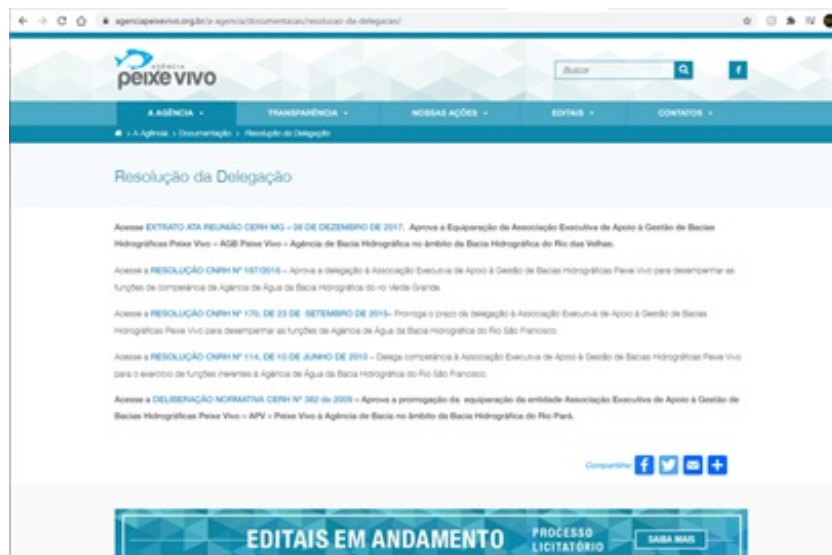 agenciapeixevivo.org.br/a-agencia/documentacao/resolucao-da-delegacao/
AGÊNCIA
peixe vivo
Buscar
A AGÊNCIA
TRANSPARÊNCIA
NOSSAS AÇÕES
EDITAIS
CONTATOS
> A Agência > Documentação > Resolução da Delegação
Resolução da Delegação
Acesse EXTRATO ATA REUNIÃO CERH MG – 08 DE DEZEMBRO DE 2017. Aprova a Equiparação da Associação Executiva de Apoio à Gestão de Bacias
Hidrográficas Peixe Vivo – AGB Peixe Vivo – Agência de Bacia Hidrográfica no âmbito da Bacia Hidrográfica do Rio das Velhas.
Acesse a RESOLUÇÃO CNRH Nº 187/2016 – Aprova a delegação à Associação Executiva de Apoio à Gestão de Bacias Hidrográficas Peixe Vivo para desempenhar as
funções de competência de Agência de Água da Bacia Hidrográfica do rio Verde Grande.
Acesse a RESOLUÇÃO CNRH Nº 170, DE 23 DE SETEMBRO DE 2015– Prorroga o prazo da delegação à Associação Executiva de Apoio à Gestão de Bacias
Hidrográficas Peixe Vivo para desempenhar as funções de Agência de Água da Bacia Hidrográfica do Rio São Francisco.
Acesse a RESOLUÇÃO CNRH Nº 114, DE 10 DE JUNHO DE 2010 – Delega competência à Associação Executiva de Apoio à Gestão de Bacias Hidrográficas Peixe Vivo
para o exercício de funções inerentes à Agência de Água da Bacia Hidrográfica do Rio São Francisco.
Acesse a DELIBERAÇÃO NORMATIVA CERH Nº 382 de 2009 – Aprova a prorrogação da equiparação da entidade Associação Executiva de Apoio à Gestão de
Bacias Hidrográficas Peixe Vivo – APV – Peixe Vivo à Agência de Bacia no âmbito da Bacia Hidrográfica do Rio Pará.
Compartilhe
EDITAIS EM ANDAMENTO
PROCESSO
LICITATÓRIO
SAIBA MAIS